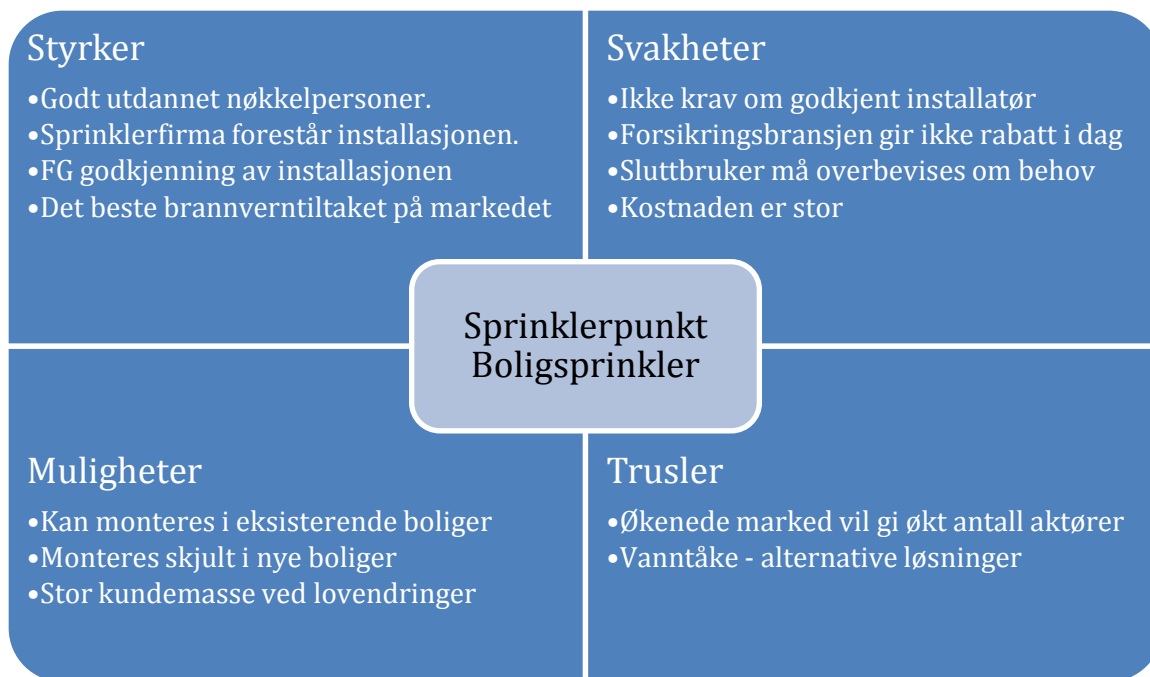 Styrker
•Godt utdannet nøkkelpersoner.
•Sprinklerfirma forestår installasjonen.
•FG godkjenning av installasjonen
•Det beste brannverntiltaket på markedet
Svakheter
•Ikke krav om godkjent installatør
•Forsikringsbransjen gir ikke rabatt i dag
•Sluttbruker må overbevises om behov
•Kostnaden er stor
Sprinklerpunkt
Boligsprinkler
Muligheter
•Kan monteres i eksisterende boliger
•Monteres skjult i nye boliger
•Stor kundemasse ved lovendringer
Trusler
•Økenede marked vil gi økt antall aktører
•Vanntåke - alternative løsninger